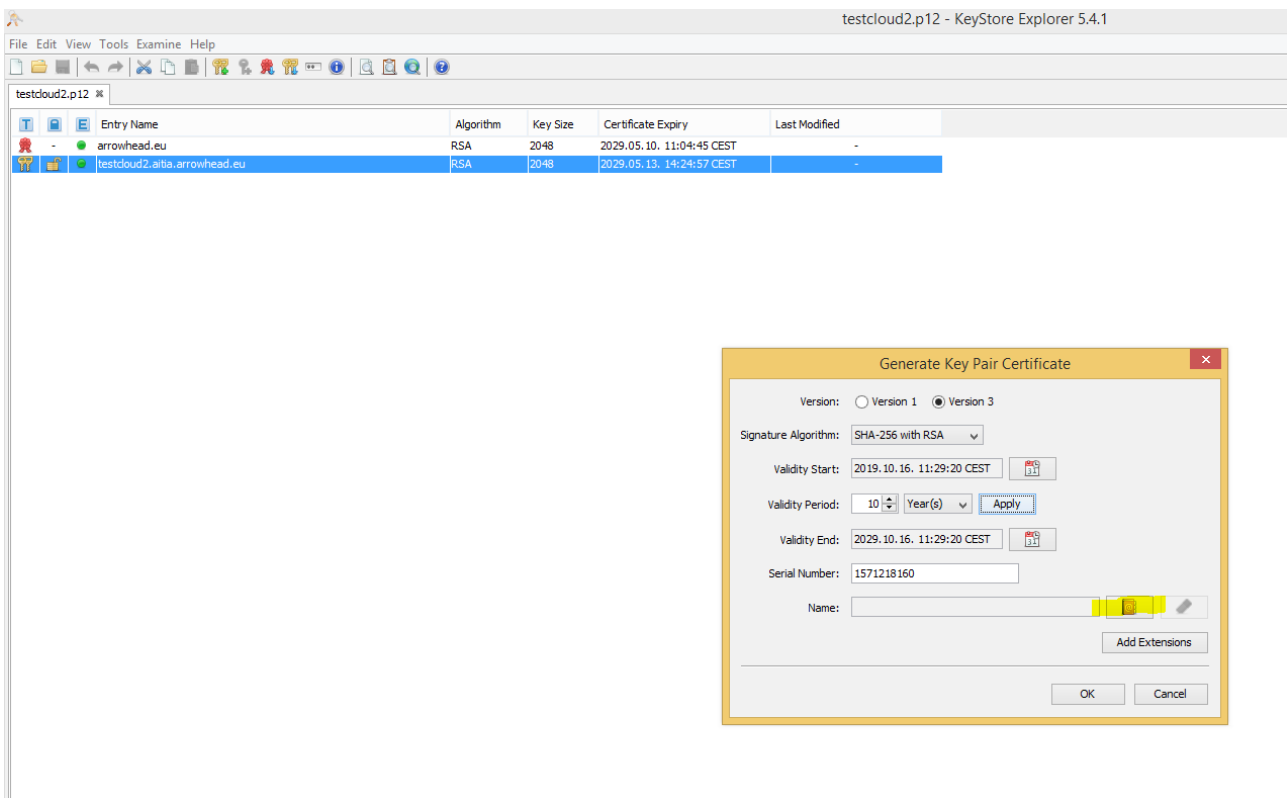 testcloud2.p12 - KeyStore Explorer 5.4.1
File Edit View Tools Examine Help
testcloud2.p12
T E Entry Name Algorithm Key Size Certificate Expiry Last Modified
- arrowhead.eu RSA 2048 2029.05.10. 11:04:45 CEST -
testcloud2.aitia.arrowhead.eu RSA 2048 2029.05.13. 14:24:57 CEST -
Generate Key Pair Certificate
Version: Version 1 Version 3
Signature Algorithm: SHA-256 with RSA
Validity Start: 2019.10.16. 11:29:20 CEST
Validity Period: 10 Year(s) Apply
Validity End: 2029.10.16. 11:29:20 CEST
Serial Number: 1571218160
Name:
Add Extensions
OK Cancel